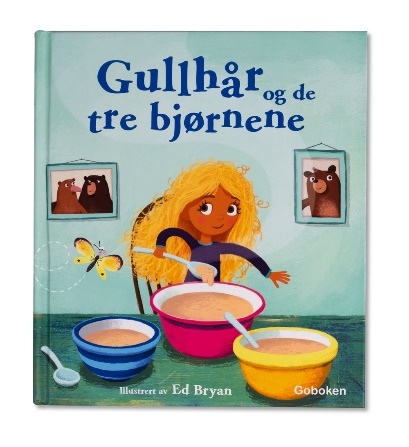 Gullhår
og de
tre bjørnene
Illustrert av Ed Bryan
Goboken